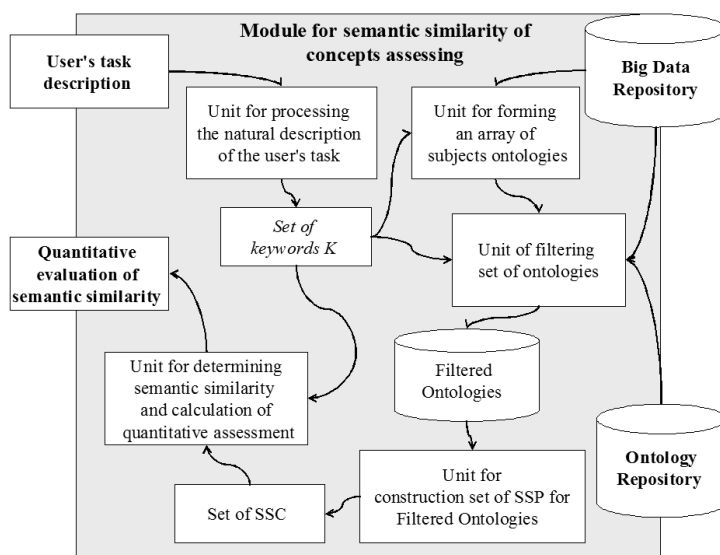 Module for semantic similarity of
concepts assessing
User's task
description
Big Data
Repository
Unit for processing
the natural description
of the user's task
Unit for forming
an array of
subjects ontologies
Set of
keywords K
Unit of filtering
set of ontologies
Quantitative
evaluation of
semantic similarity
Unit for determining
semantic similarity
and calculation of
quantitative assessment
Filtered
Ontologies
Ontology
Repository
Unit for
construction set of SSP for
Filtered Ontologies
Set of SSC